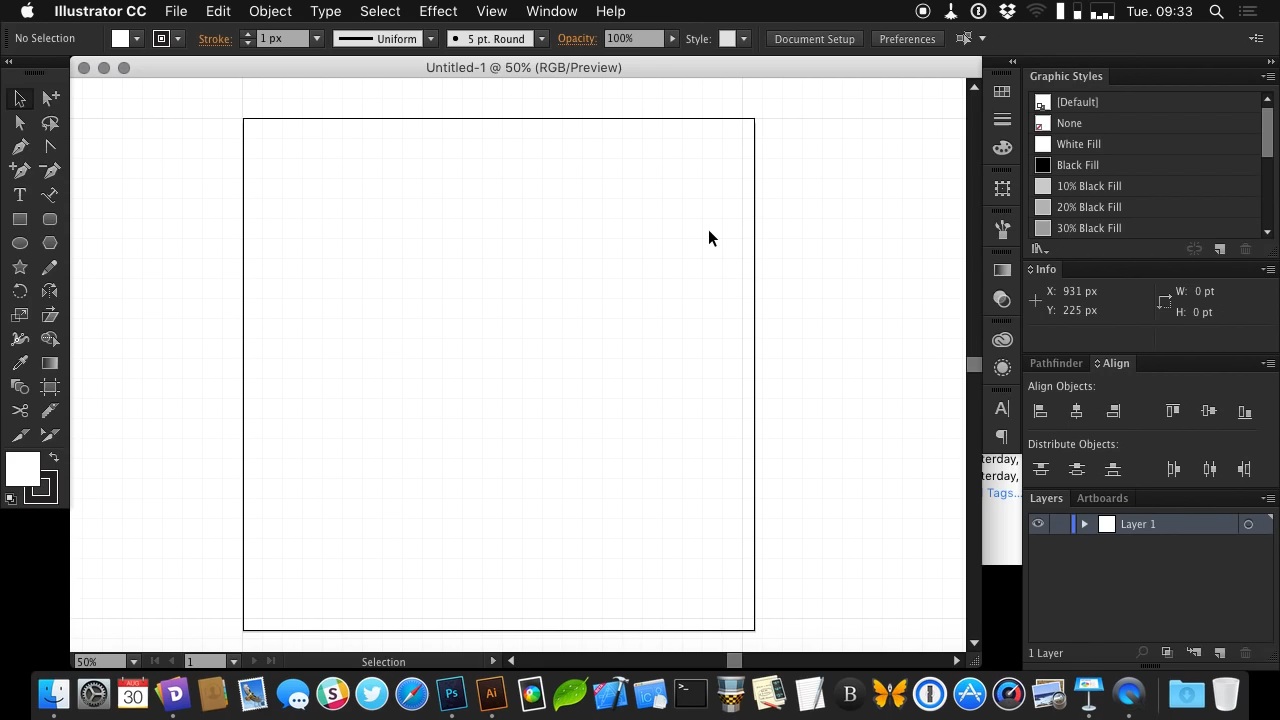 Illustrator CC File Edit Object Type Select Effect View Window Help Tue. 09:33
No Selection Stroke: 1 px Uniform 5 pt. Round Opacity: 100% Style: Document Setup Preferences
Untitled-1 @ 50% (RGB/Preview)
Graphic Styles
[Default]
None
White Fill
Black Fill
10% Black Fill
20% Black Fill
30% Black Fill
Info
X: 931 px W: 0 pt
Y: 225 px H: 0 pt
Pathfinder Align
Align Objects:
Distribute Objects:
terday,
terday,
Tags...
Layers Artboards
Layer 1
50% 1 Selection
1 Layer
AUG
30
Ps
Ai